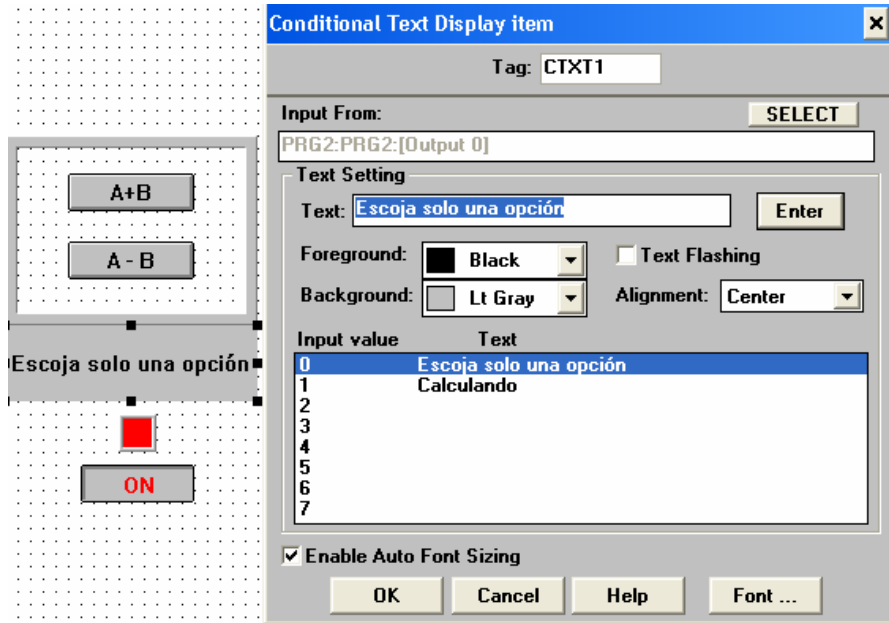 A+B
A - B
Escoja solo una opción
ON
Conditional Text Display item
Tag: CTXT1
Input From: SELECT
PRG2:PRG2:[Output 0]
Text Setting
Text: Escoja solo una opción Enter
Foreground: Black Text Flashing
Background: Lt Gray Alignment: Center
Input value Text
0 Escoja solo una opción
1 Calculando
2
3
4
5
6
7
Enable Auto Font Sizing
OK Cancel Help Font ...